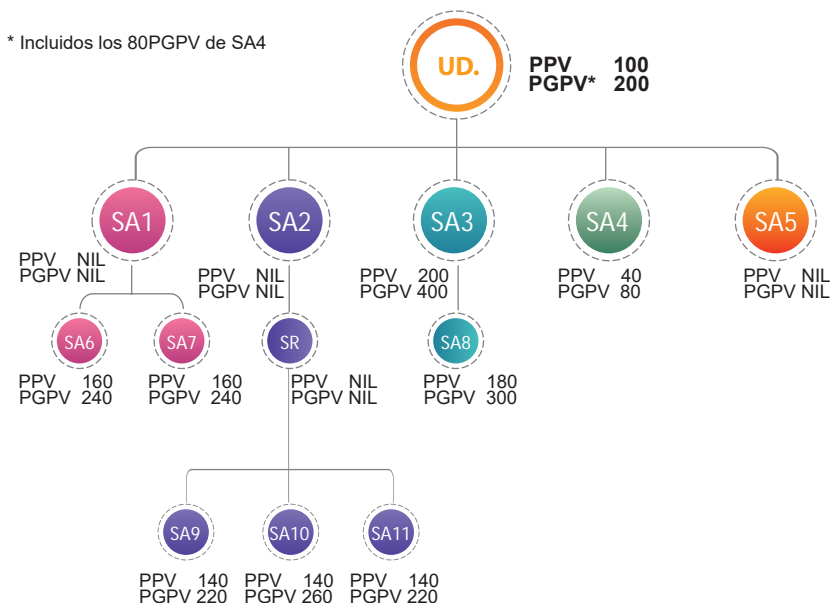 * Incluidos los 80PGPV de SA4
UD.
PPV 100
PGPV* 200
SA1
SA2
SA3
SA4
SA5
PPV NIL
PGPV NIL
PPV NIL
PGPV NIL
PPV 200
PGPV 400
PPV 40
PGPV 80
PPV NIL
PGPV NIL
SA6
SA7
SR
SA8
PPV 160
PGPV 240
PPV 160
PGPV 240
PPV NIL
PGPV NIL
PPV 180
PGPV 300
SA9
SA10
SA11
PPV 140
PGPV 220
PPV 140
PGPV 260
PPV 140
PGPV 220